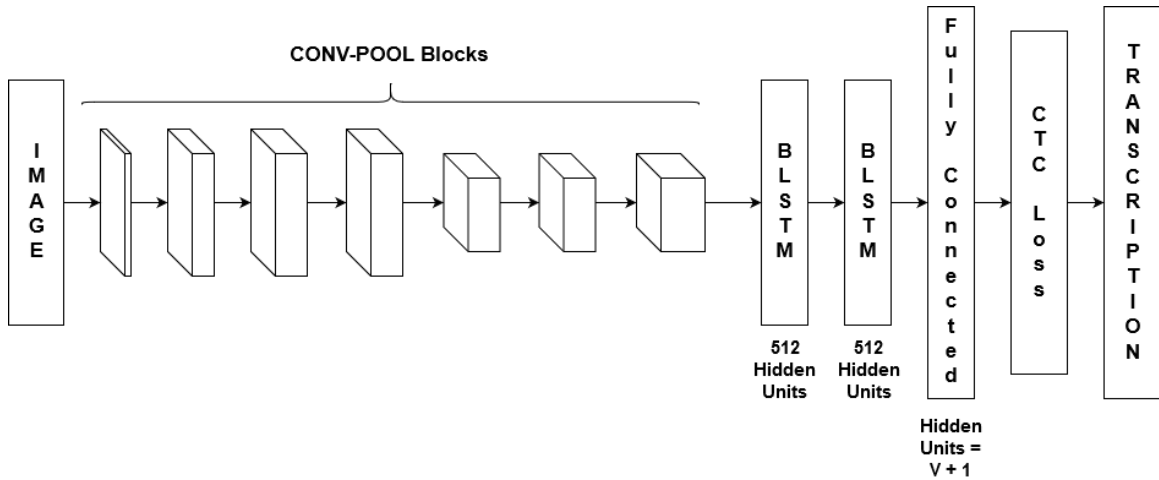 CONV-POOL Blocks
IMAGE
BLSTM
512
Hidden
Units
BLSTM
512
Hidden
Units
Fully Connected
Hidden
Units =
V + 1
CTC Loss
TRANSCRIPTION